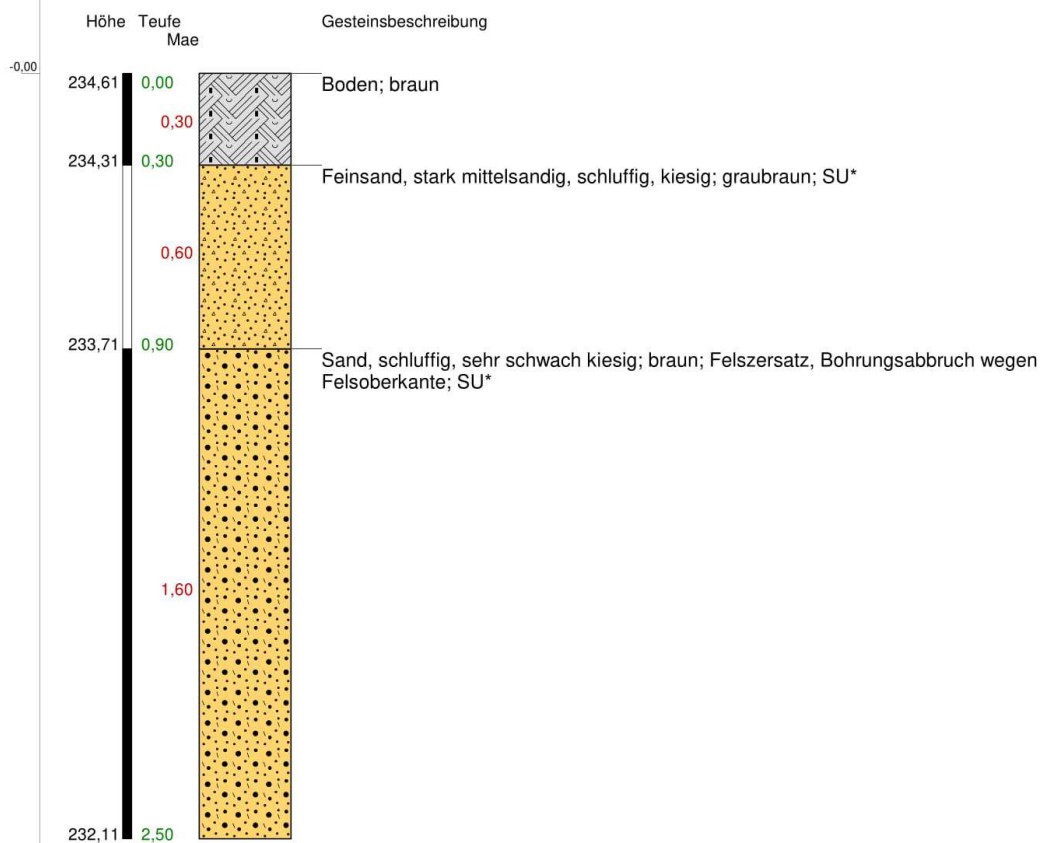 Höhe Teufe Gesteinsbeschreibung
Mae
-0,00
234,61 0,00 Boden; braun
0,30
234,31 0,30
Feinsand, stark mittelsandig, schluffig, kiesig; graubraun; SU*
0,60
233,71 0,90
Sand, schluffig, sehr schwach kiesig; braun; Felszersatz, Bohrungsabbruch wegen
Felsoberkante; SU*
1,60
232,11 2,50